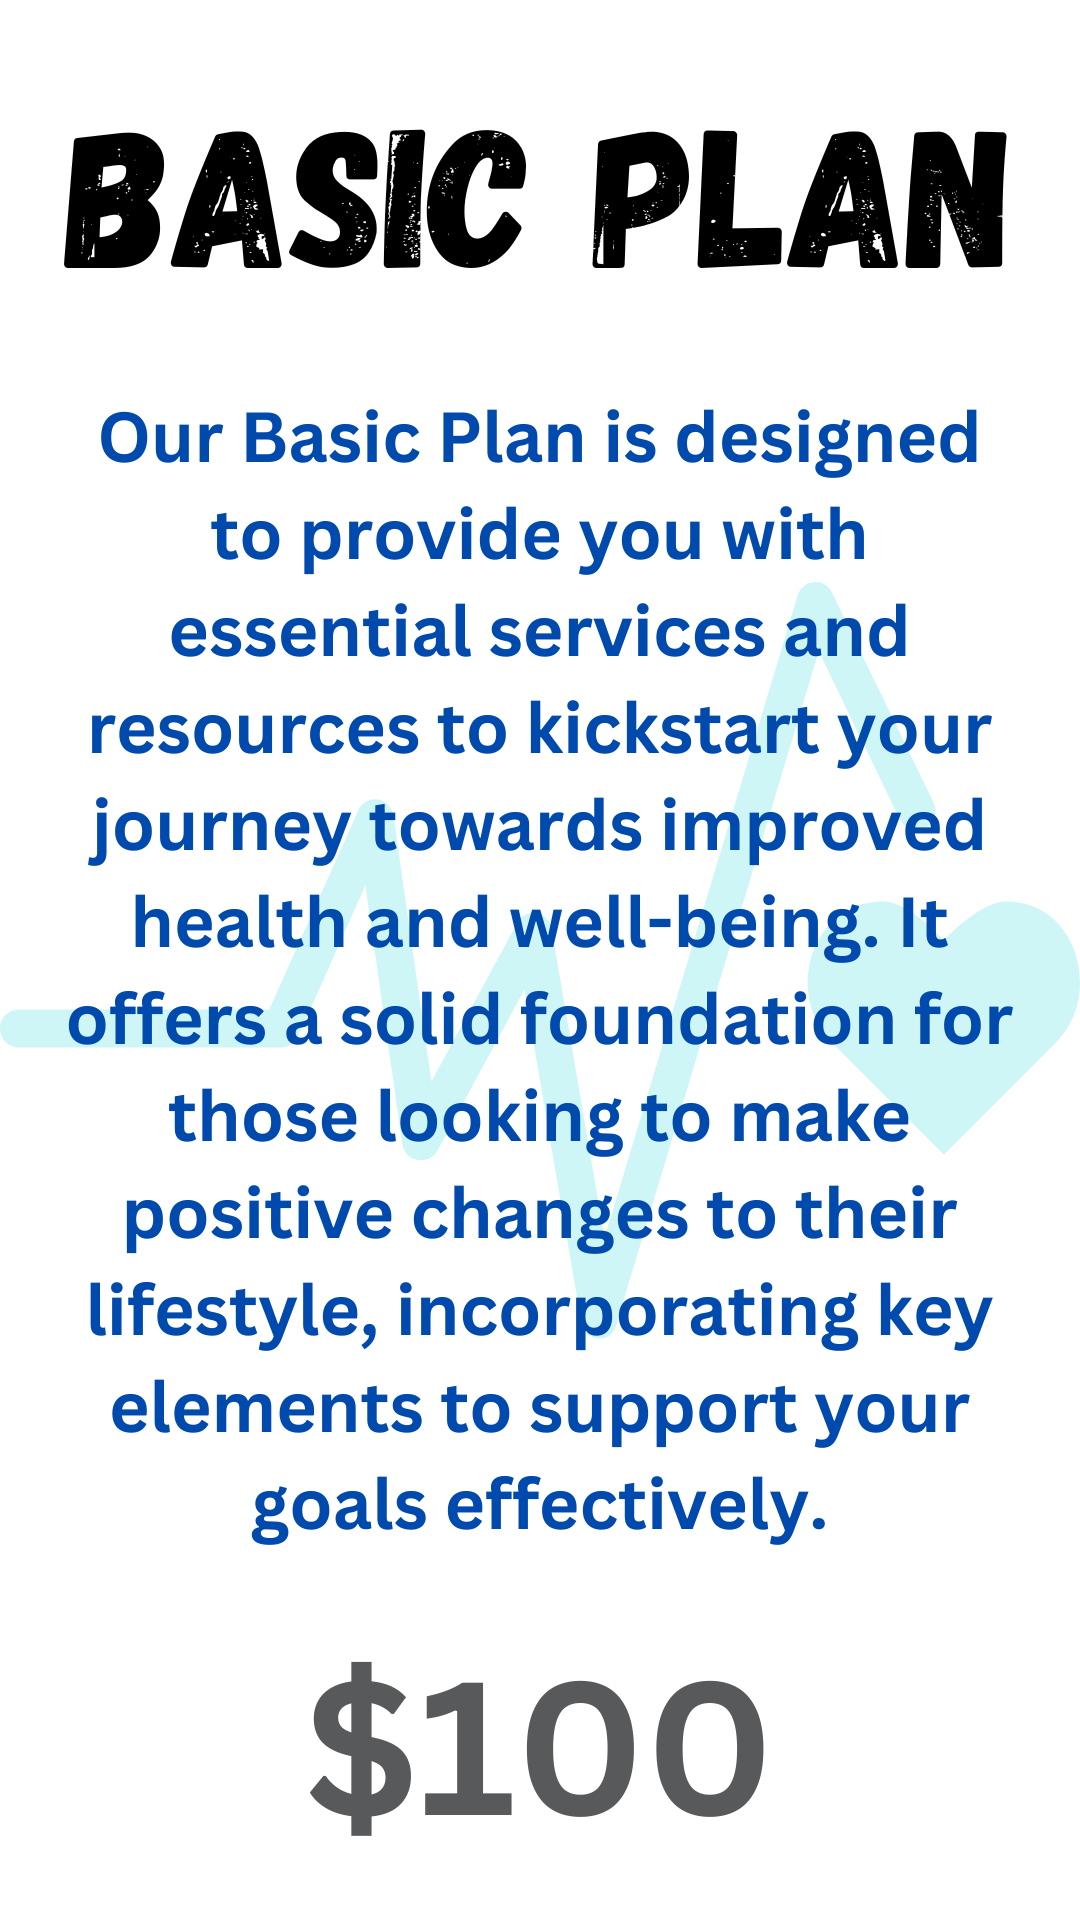 BASIC PLAN
Our Basic Plan is designed
to provide you with
essential services and
resources to kickstart your
journey towards improved
health and well-being. It
offers a solid foundation for
those looking to make
positive changes to their
lifestyle, incorporating key
elements to support your
goals effectively.
$100